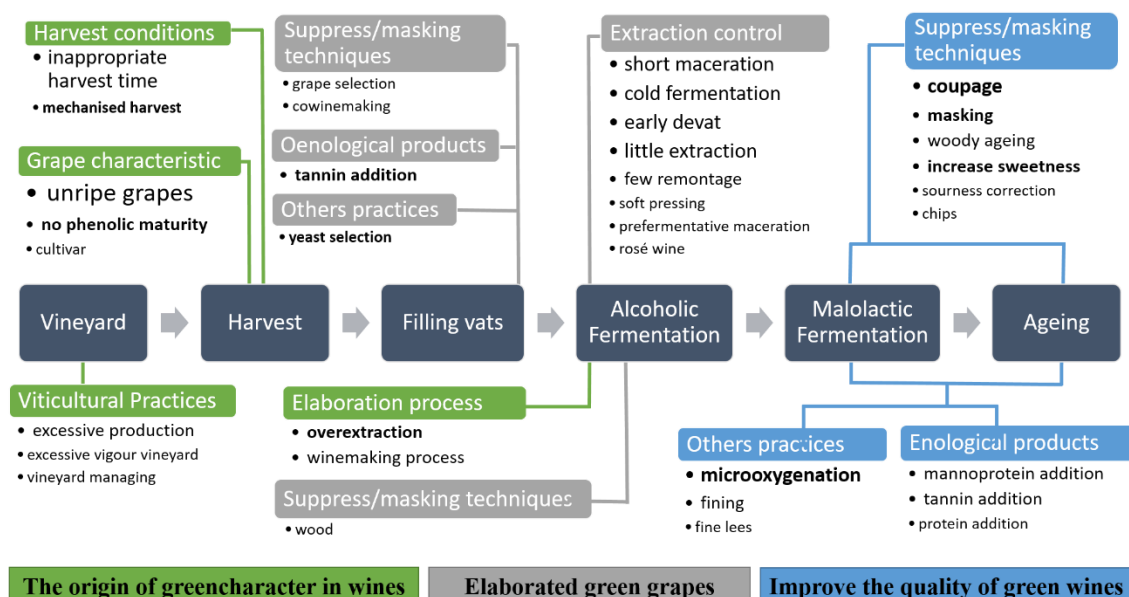 Harvest conditions
• inappropriate
harvest time
• mechanised harvest
Grape characteristic
• unripe grapes
• no phenolic maturity
• cultivar
Suppress/masking
techniques
• grape selection
• cowinemaking
Oenological products
• tannin addition
Others practices
• yeast selection
Extraction control
• short maceration
• cold fermentation
• early devat
• little extraction
• few remontage
• soft pressing
• prefermentative maceration
• rosé wine
Suppress/masking
techniques
• coupage
• masking
• woody ageing
• increase sweetness
• sourness correction
• chips
Vineyard
Harvest
Filling vats
Alcoholic
Fermentation
Malolactic
Fermentation
Ageing
Viticultural Practices
• excessive production
• excessive vigour vineyard
• vineyard managing
Elaboration process
• overextraction
• winemaking process
Suppress/masking techniques
• wood
Others practices
• microoxygenation
• fining
• fine lees
Enological products
• mannoprotein addition
• tannin addition
• protein addition
The origin of greencharacter in wines
Elaborated green grapes
Improve the quality of green wines